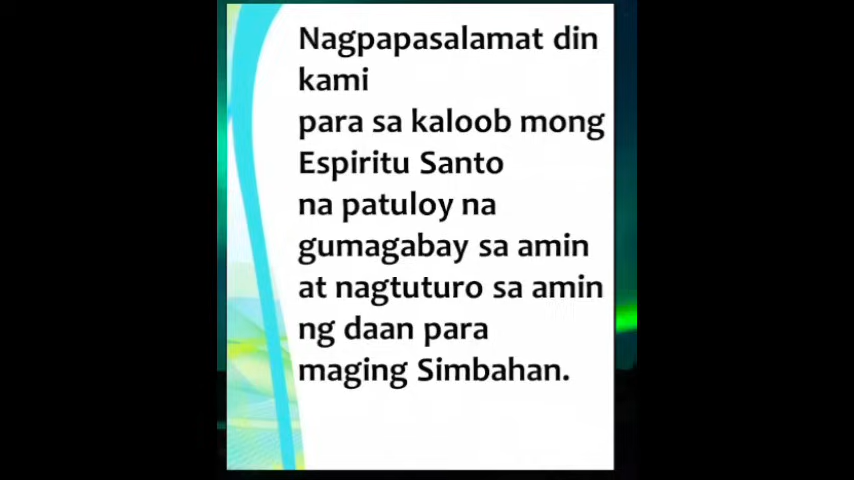 Nagpapasalamat din
kami
para sa kaloob mong
Espiritu Santo
na patuloy na
gumagabay sa amin
at nagtuturo sa amin
ng daan para
maging Simbahan.